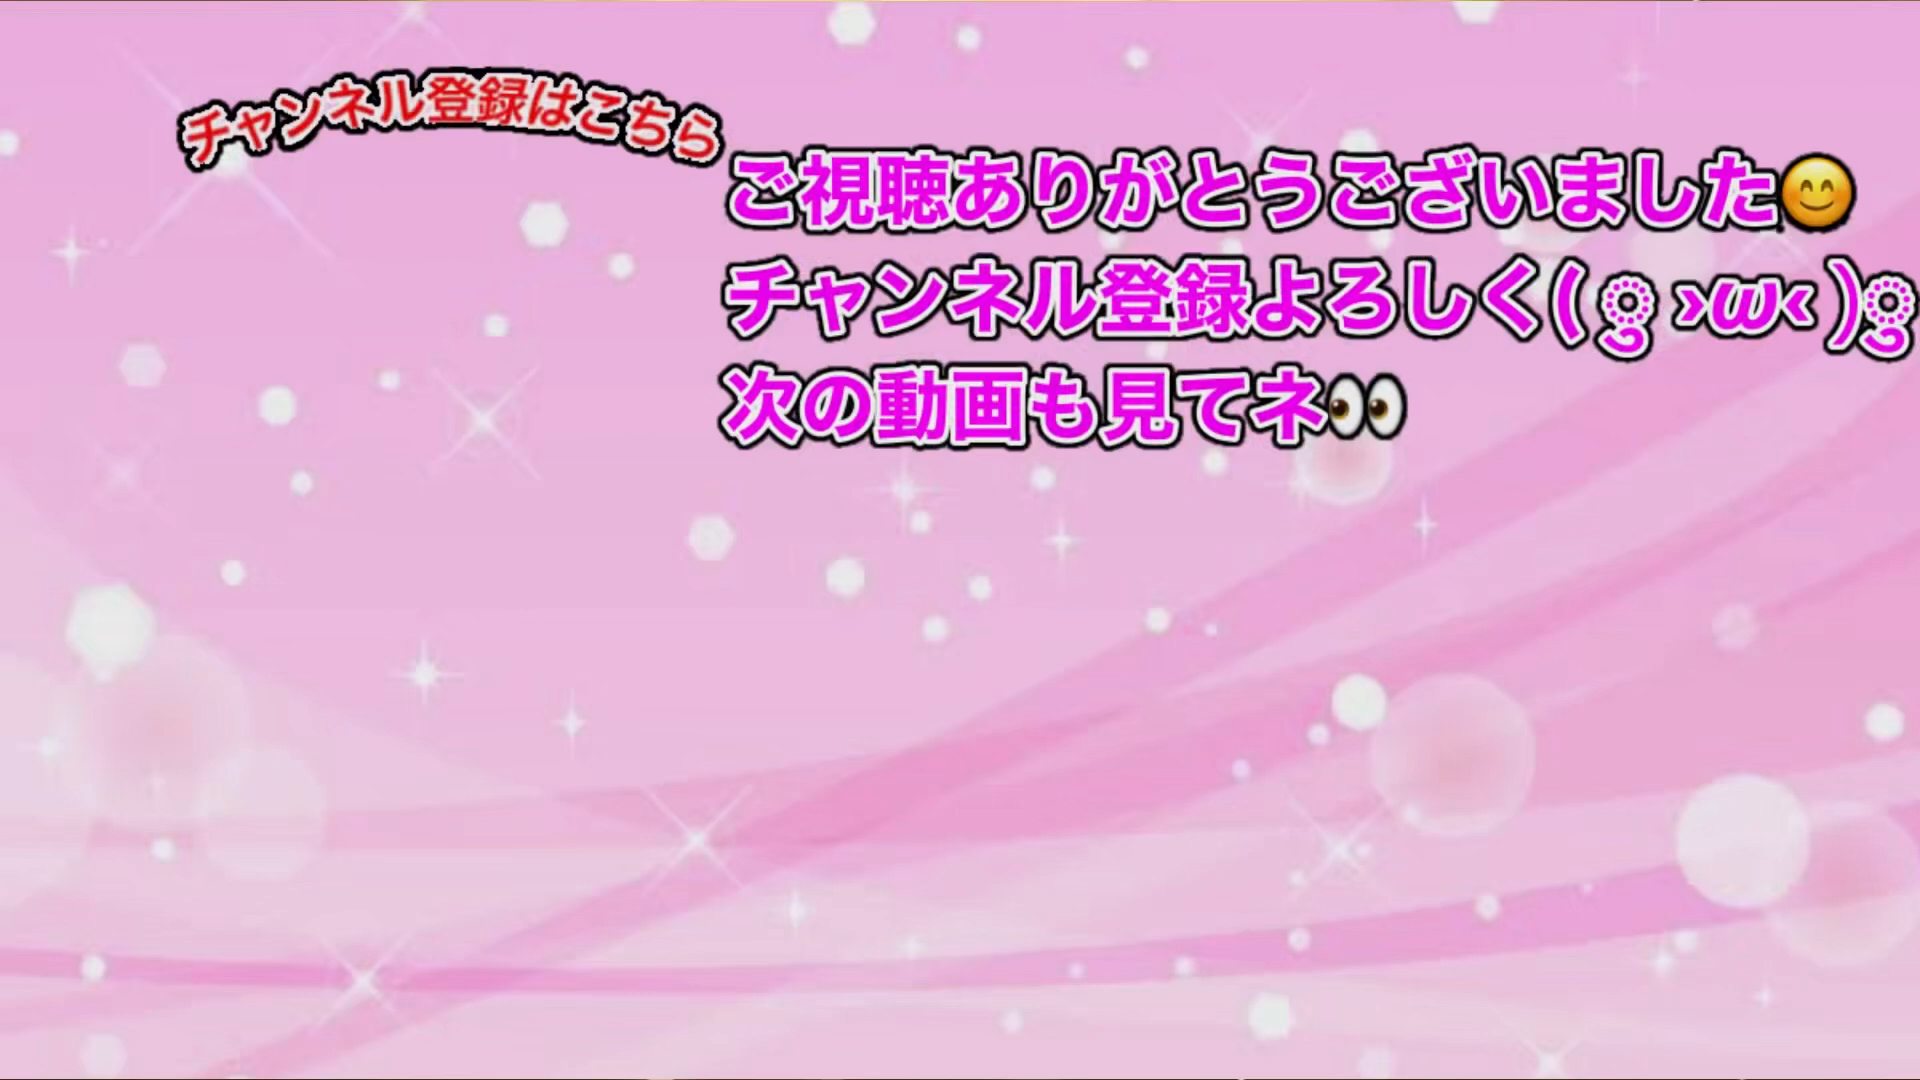 チャンネル登録はこちら
ご視聴ありがとうございました😊
チャンネル登録よろしく( ু ›ω‹ )ু
次の動画も見てネ👀